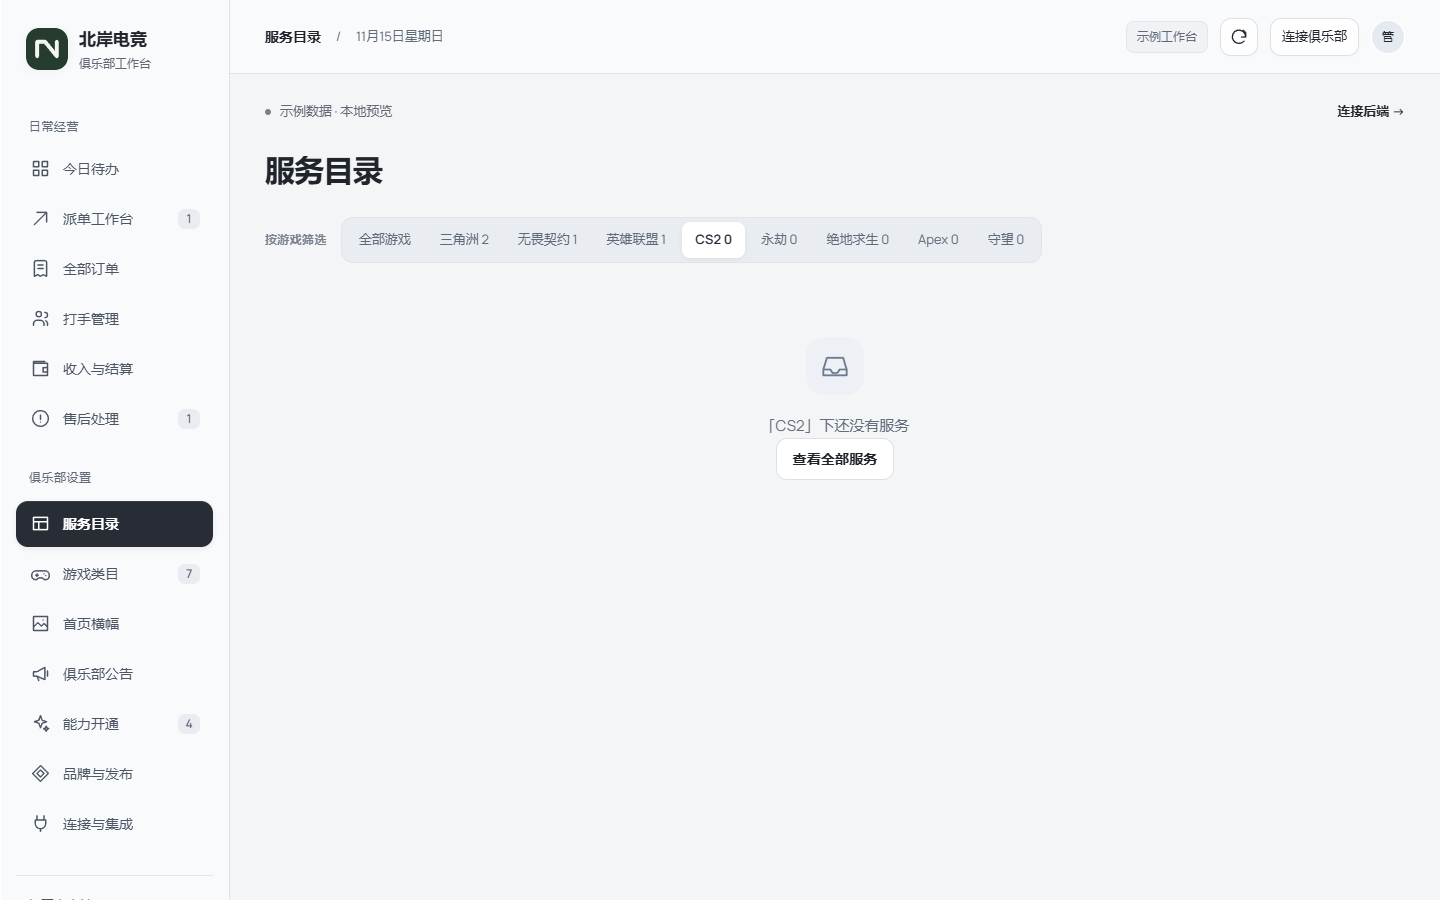 北岸电竞
俱乐部工作台
日常经营
今日待办
派单工作台 1
全部订单
打手管理
收入与结算
售后处理 1
俱乐部设置
服务目录
游戏类目 7
首页横幅
俱乐部公告
能力开通 4
品牌与发布
连接与集成
服务目录 / 11月15日星期日
示例工作台
连接俱乐部
管
示例数据 · 本地预览
连接后端 →
服务目录
按游戏筛选 全部游戏 三角洲 2 无畏契约 1 英雄联盟 1 CS2 0 永劫 0 绝地求生 0 Apex 0 守望 0
「CS2」下还没有服务
查看全部服务